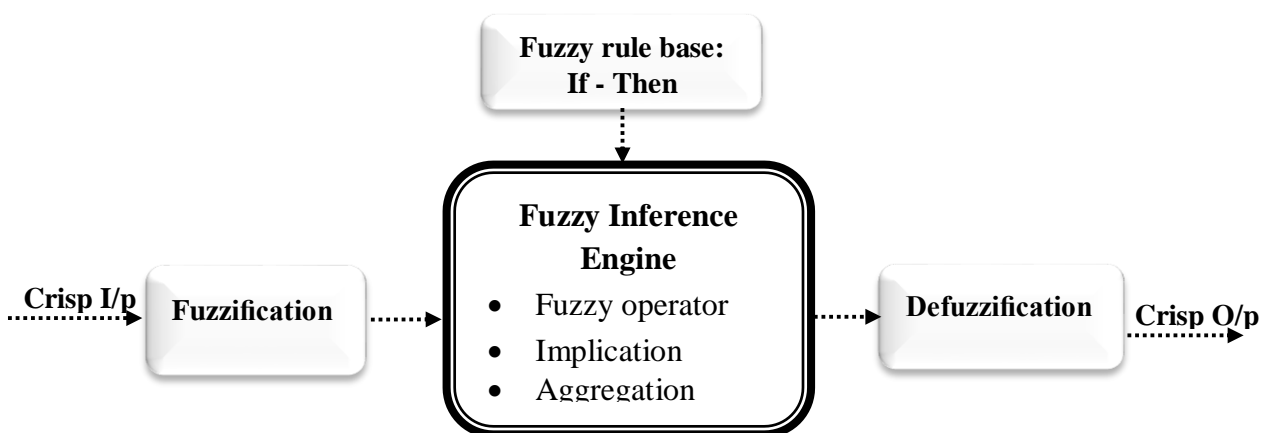 Fuzzy rule base:
If - Then
Crisp I/p
Fuzzification
Fuzzy Inference
Engine
• Fuzzy operator
• Implication
• Aggregation
Defuzzification
Crisp O/p